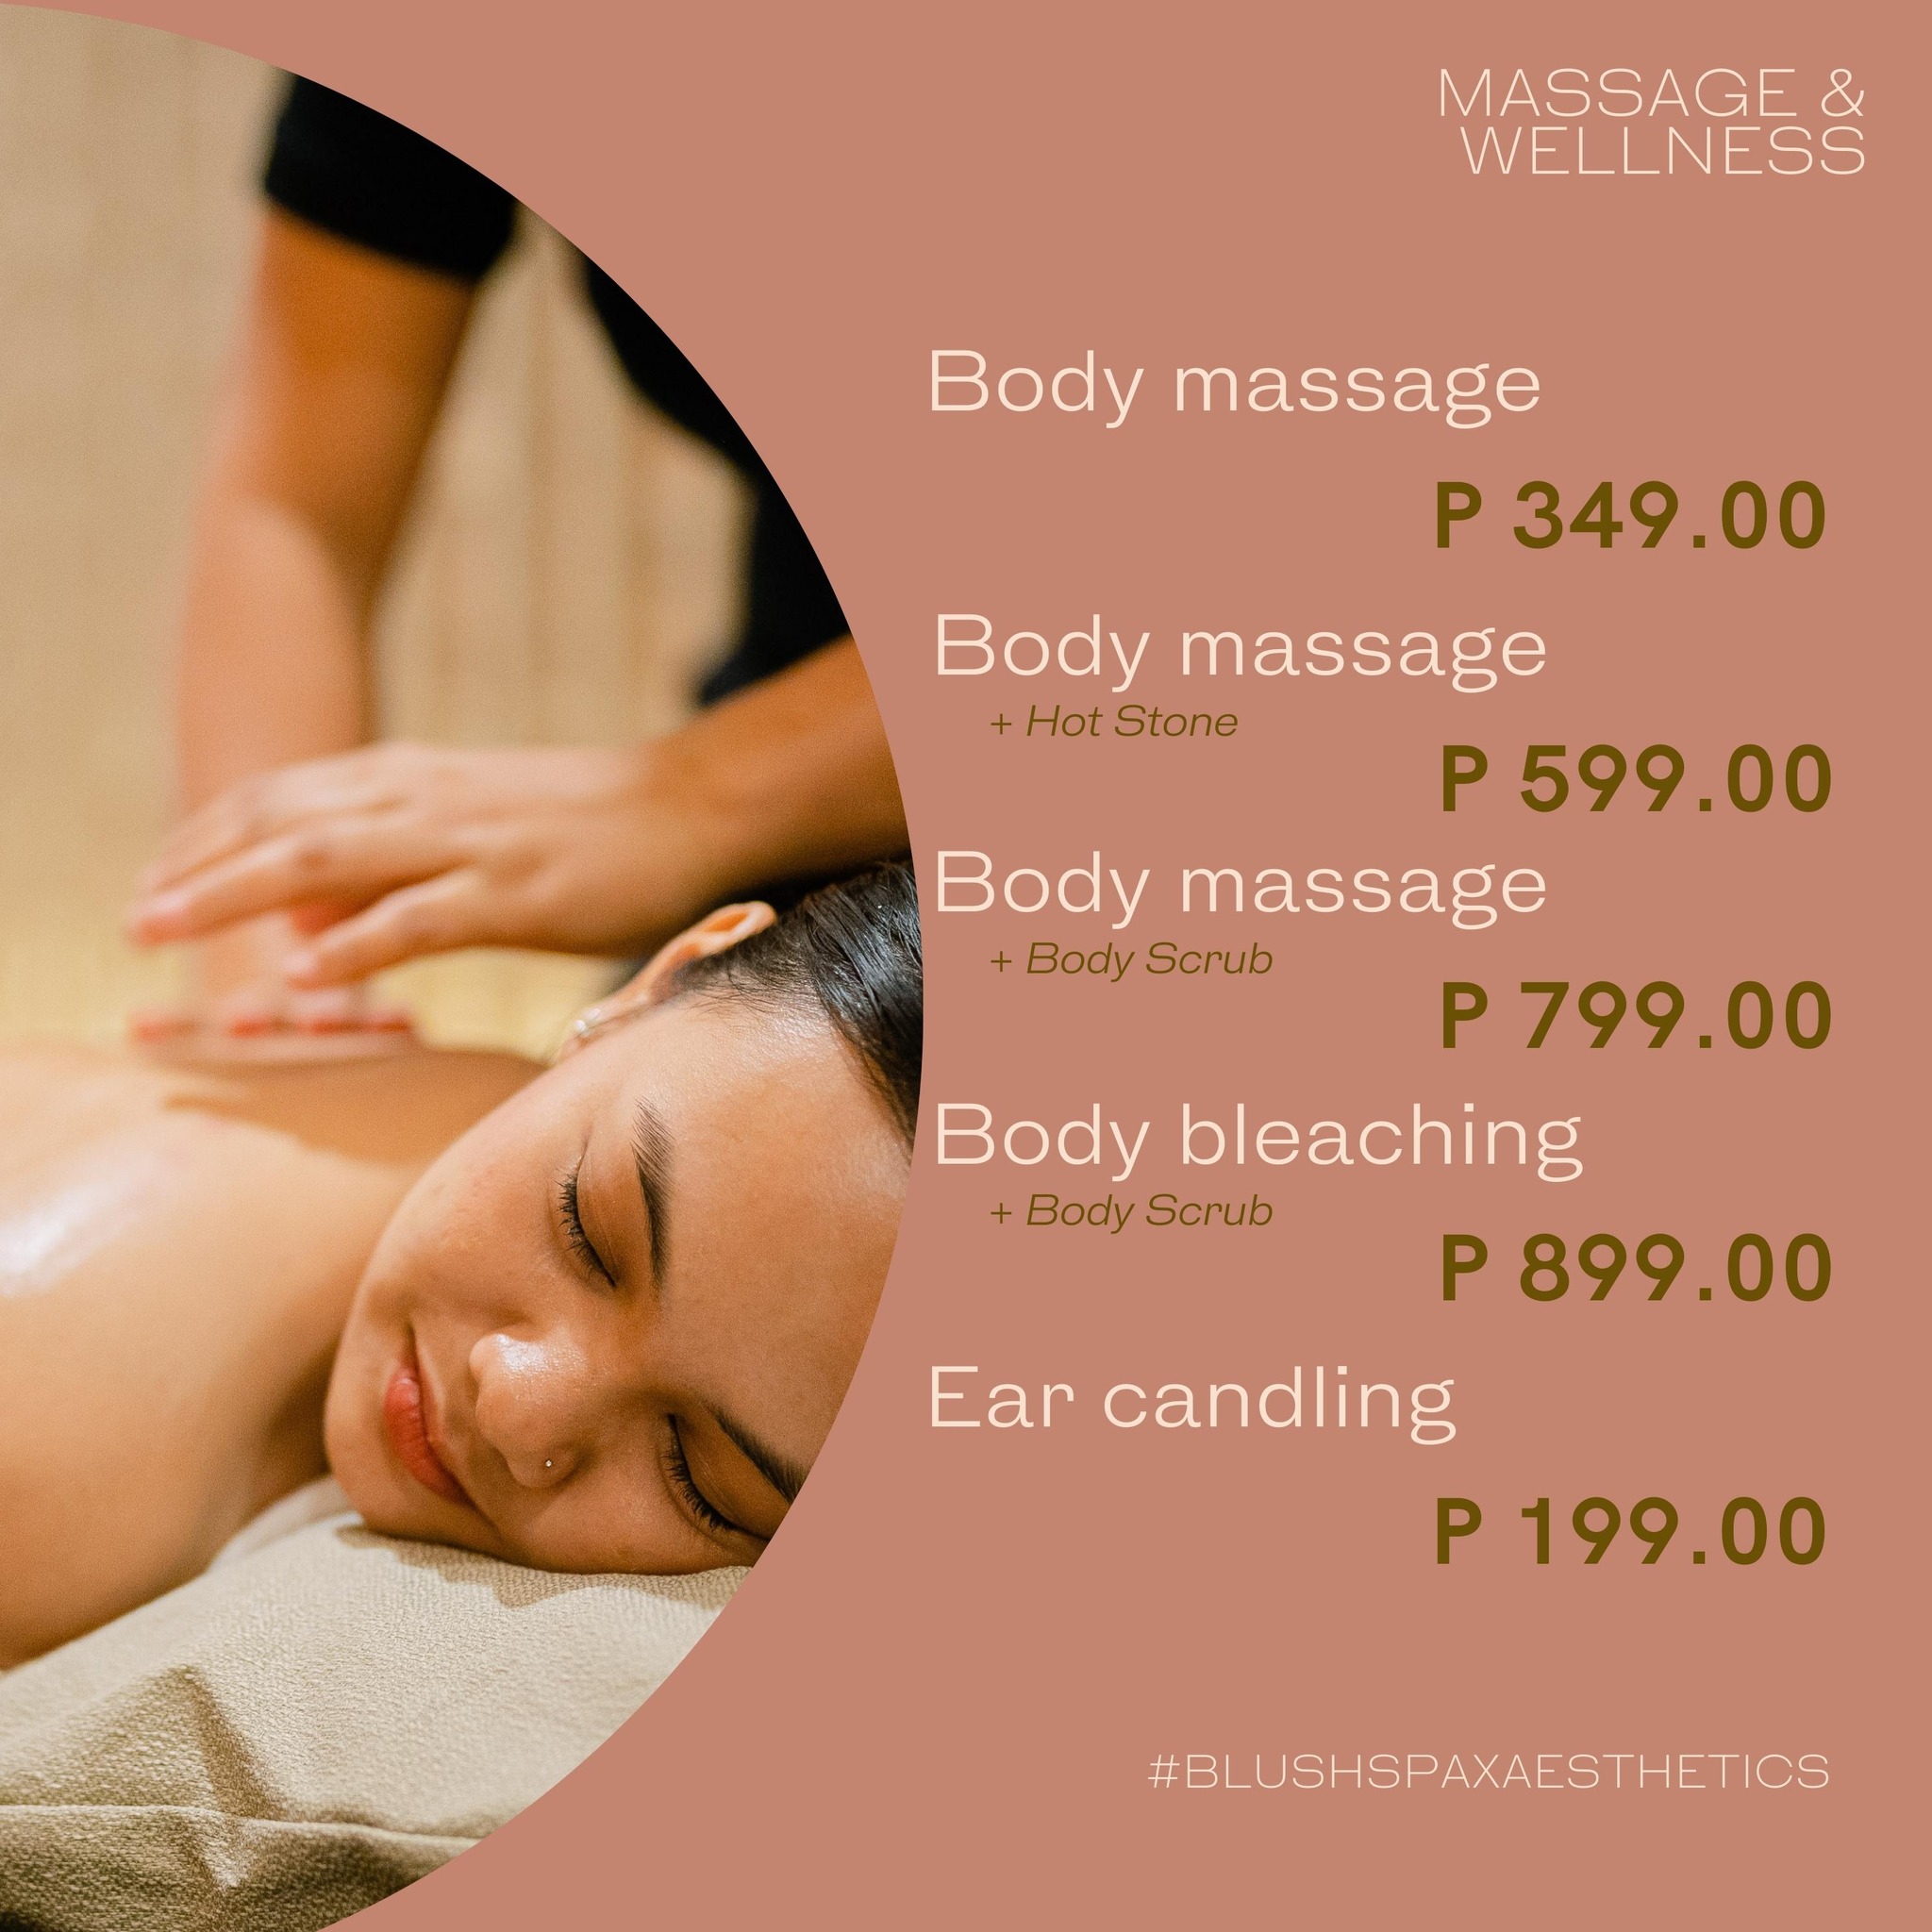 MASSAGE &
WELLNESS
Body massage
P 349.00
Body massage
+ Hot Stone
P 599.00
Body massage
+ Body Scrub
P 799.00
Body bleaching
+ Body Scrub
P 899.00
Ear candling
P 199.00
#BLUSHSPAXAESTHETICS